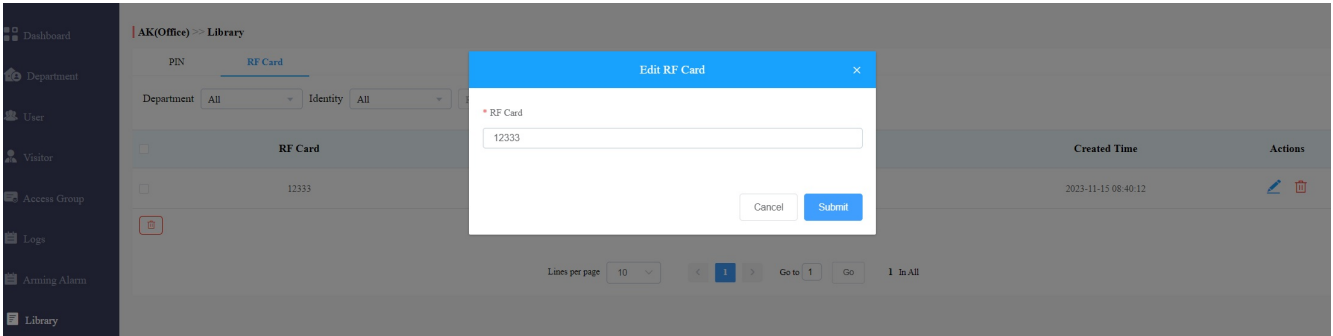 Dashboard
Department
User
Visitor
Access Group
Logs
Arming Alarm
Library
AK(Office) >> Library
PIN RF Card
Department All Identity All
RF Card Created Time Actions
12333 2023-11-15 08:40:12
Lines per page 10 < 1 > Go to 1 Go 1 In All
Edit RF Card ×
* RF Card
12333
Cancel Submit